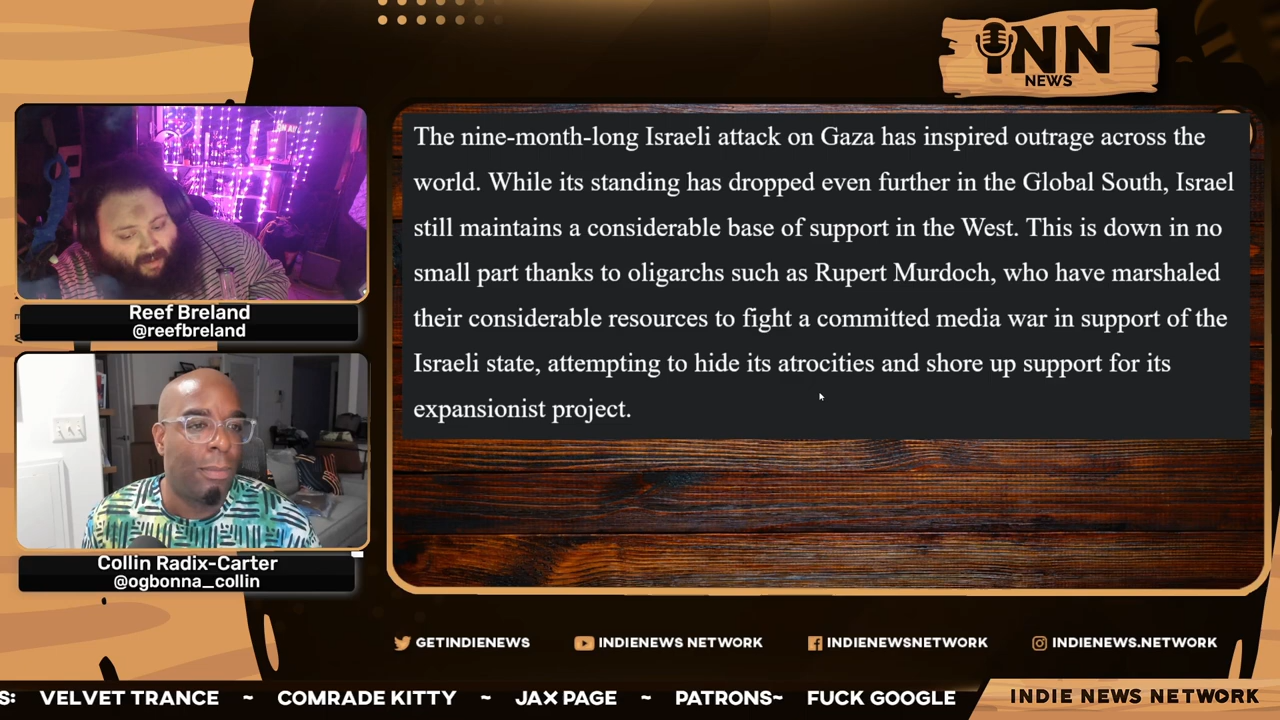 INN
NEWS
The nine-month-long Israeli attack on Gaza has inspired outrage across the
world. While its standing has dropped even further in the Global South, Israel
still maintains a considerable base of support in the West. This is down in no
small part thanks to oligarchs such as Rupert Murdoch, who have marshaled
their considerable resources to fight a committed media war in support of the
Israeli state, attempting to hide its atrocities and shore up support for its
expansionist project.
Reef Breland
@reefbreland
Collin Radix-Carter
@ogbonna_collin
GETINDIENEWS
INDIENEWS NETWORK
INDIENEWSNETWORK
INDIENEWS.NETWORK
S: VELVET TRANCE ~ COMRADE KITTY ~ JAX PAGE ~ PATRONS~ FUCK GOOGLE
INDIE NEWS NETWORK